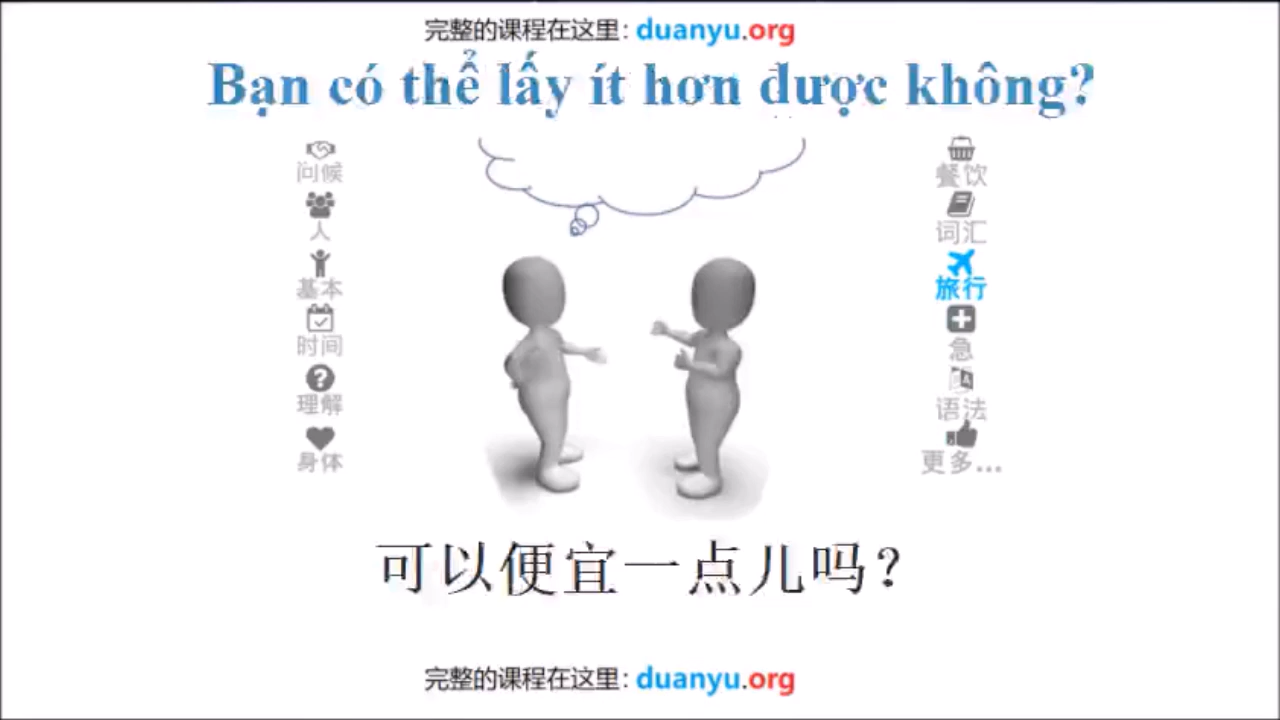 完整的课程在这里：duanyu.org
Bạn có thể lấy ít hơn được không?
问候
人
基本
时间
理解
身体
餐饮
词汇
旅行
急
语法
更多...
可以便宜一点儿吗？
完整的课程在这里：duanyu.org